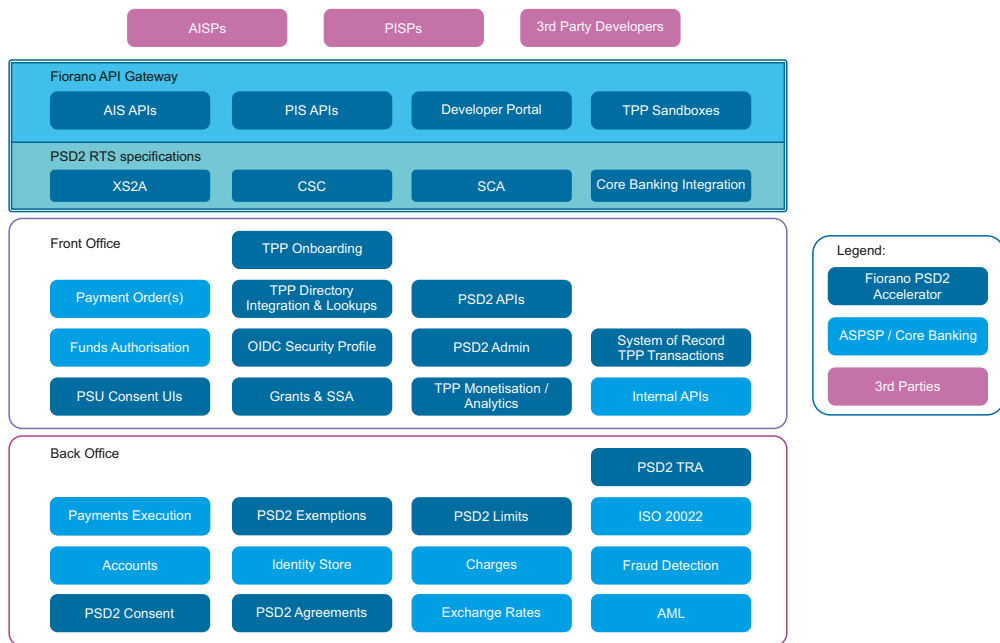 AISPs
PISPs
3rd Party Developers
Fiorano API Gateway
AIS APIs
PIS APIs
Developer Portal
TPP Sandboxes
PSD2 RTS specifications
XS2A
CSC
SCA
Core Banking Integration
Front Office
TPP Onboarding
Payment Order(s)
TPP Directory
Integration & Lookups
PSD2 APIs
Funds Authorisation
OIDC Security Profile
PSD2 Admin
System of Record
TPP Transactions
PSU Consent UIs
Grants & SSA
TPP Monetisation /
Analytics
Internal APIs
Back Office
PSD2 TRA
Payments Execution
PSD2 Exemptions
PSD2 Limits
ISO 20022
Accounts
Identity Store
Charges
Fraud Detection
PSD2 Consent
PSD2 Agreements
Exchange Rates
AML
Legend:
Fiorano PSD2
Accelerator
ASPSP / Core Banking
3rd Parties